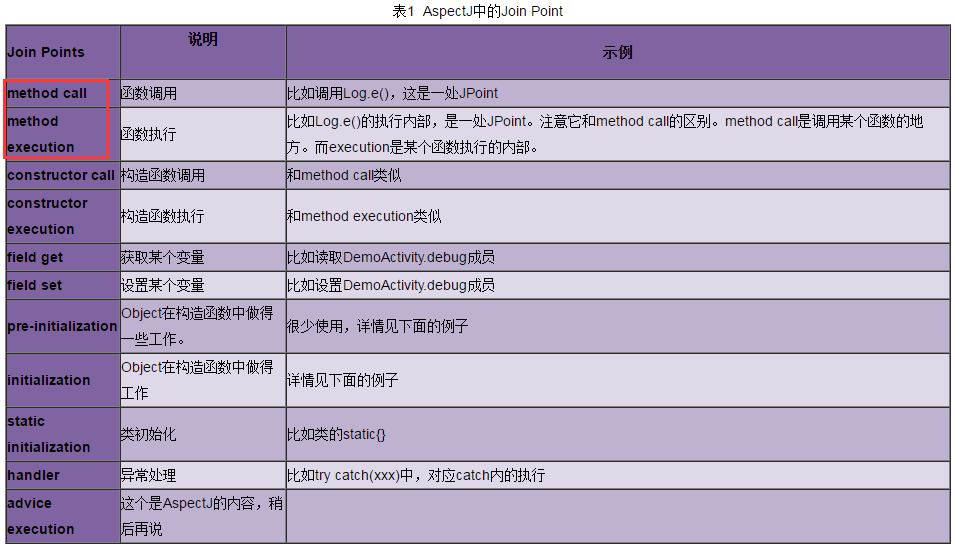 表1 AspectJ中的Join Point
Join Points
说明
示例
method call
函数调用
比如调用Log.e()，这是一处JPoint
method
execution
函数执行
比如Log.e()的执行内部，是一处JPoint。注意它和method call的区别。method call是调用某个函数的地
方。而execution是某个函数执行的内部。
constructor call
构造函数调用
和method call类似
constructor
execution
构造函数执行
和method execution类似
field get
获取某个变量
比如读取DemoActivity.debug成员
field set
设置某个变量
比如设置DemoActivity.debug成员
pre-initialization
Object在构造函数中做得
一些工作。
很少使用，详情见下面的例子
initialization
Object在构造函数中做得
工作
详情见下面的例子
static
initialization
类初始化
比如类的static{}
handler
异常处理
比如try catch(xxx)中，对应catch内的执行
advice
execution
这个是AspectJ的内容，稍
后再说